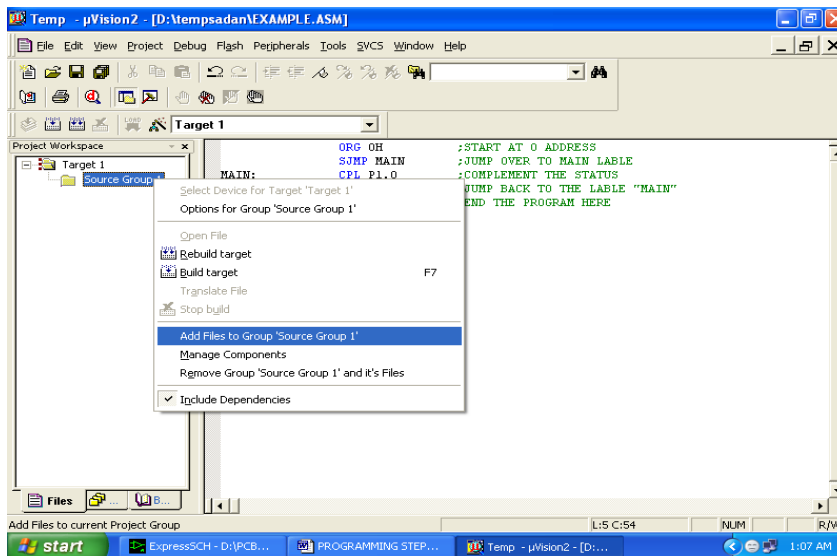 Temp - µVision2 - [D:\tempsadan\EXAMPLE.ASM]
File Edit View Project Debug Flash Peripherals Tools SVCS Window Help
Target 1
Project Workspace
Target 1
Source Group 1
ORG 0H ;START AT 0 ADDRESS
SJMP MAIN ;JUMP OVER TO MAIN LABLE
MAIN: CPL P1.0 ;COMPLEMENT THE STATUS
JUMP BACK TO THE LABLE "MAIN"
END THE PROGRAM HERE
Select Device for Target 'Target 1'
Options for Group 'Source Group 1'
Open File
Rebuild target
Build target F7
Translate File
Stop build
Add Files to Group 'Source Group 1'
Manage Components
Remove Group 'Source Group 1' and it's Files
Include Dependencies
Files ... B...
Add Files to current Project Group L:5 C:54 NUM R/W
start ExpressSCH - D:\PCB... PROGRAMMING STEP... Temp - µVision2 - [D:... 1:07 AM